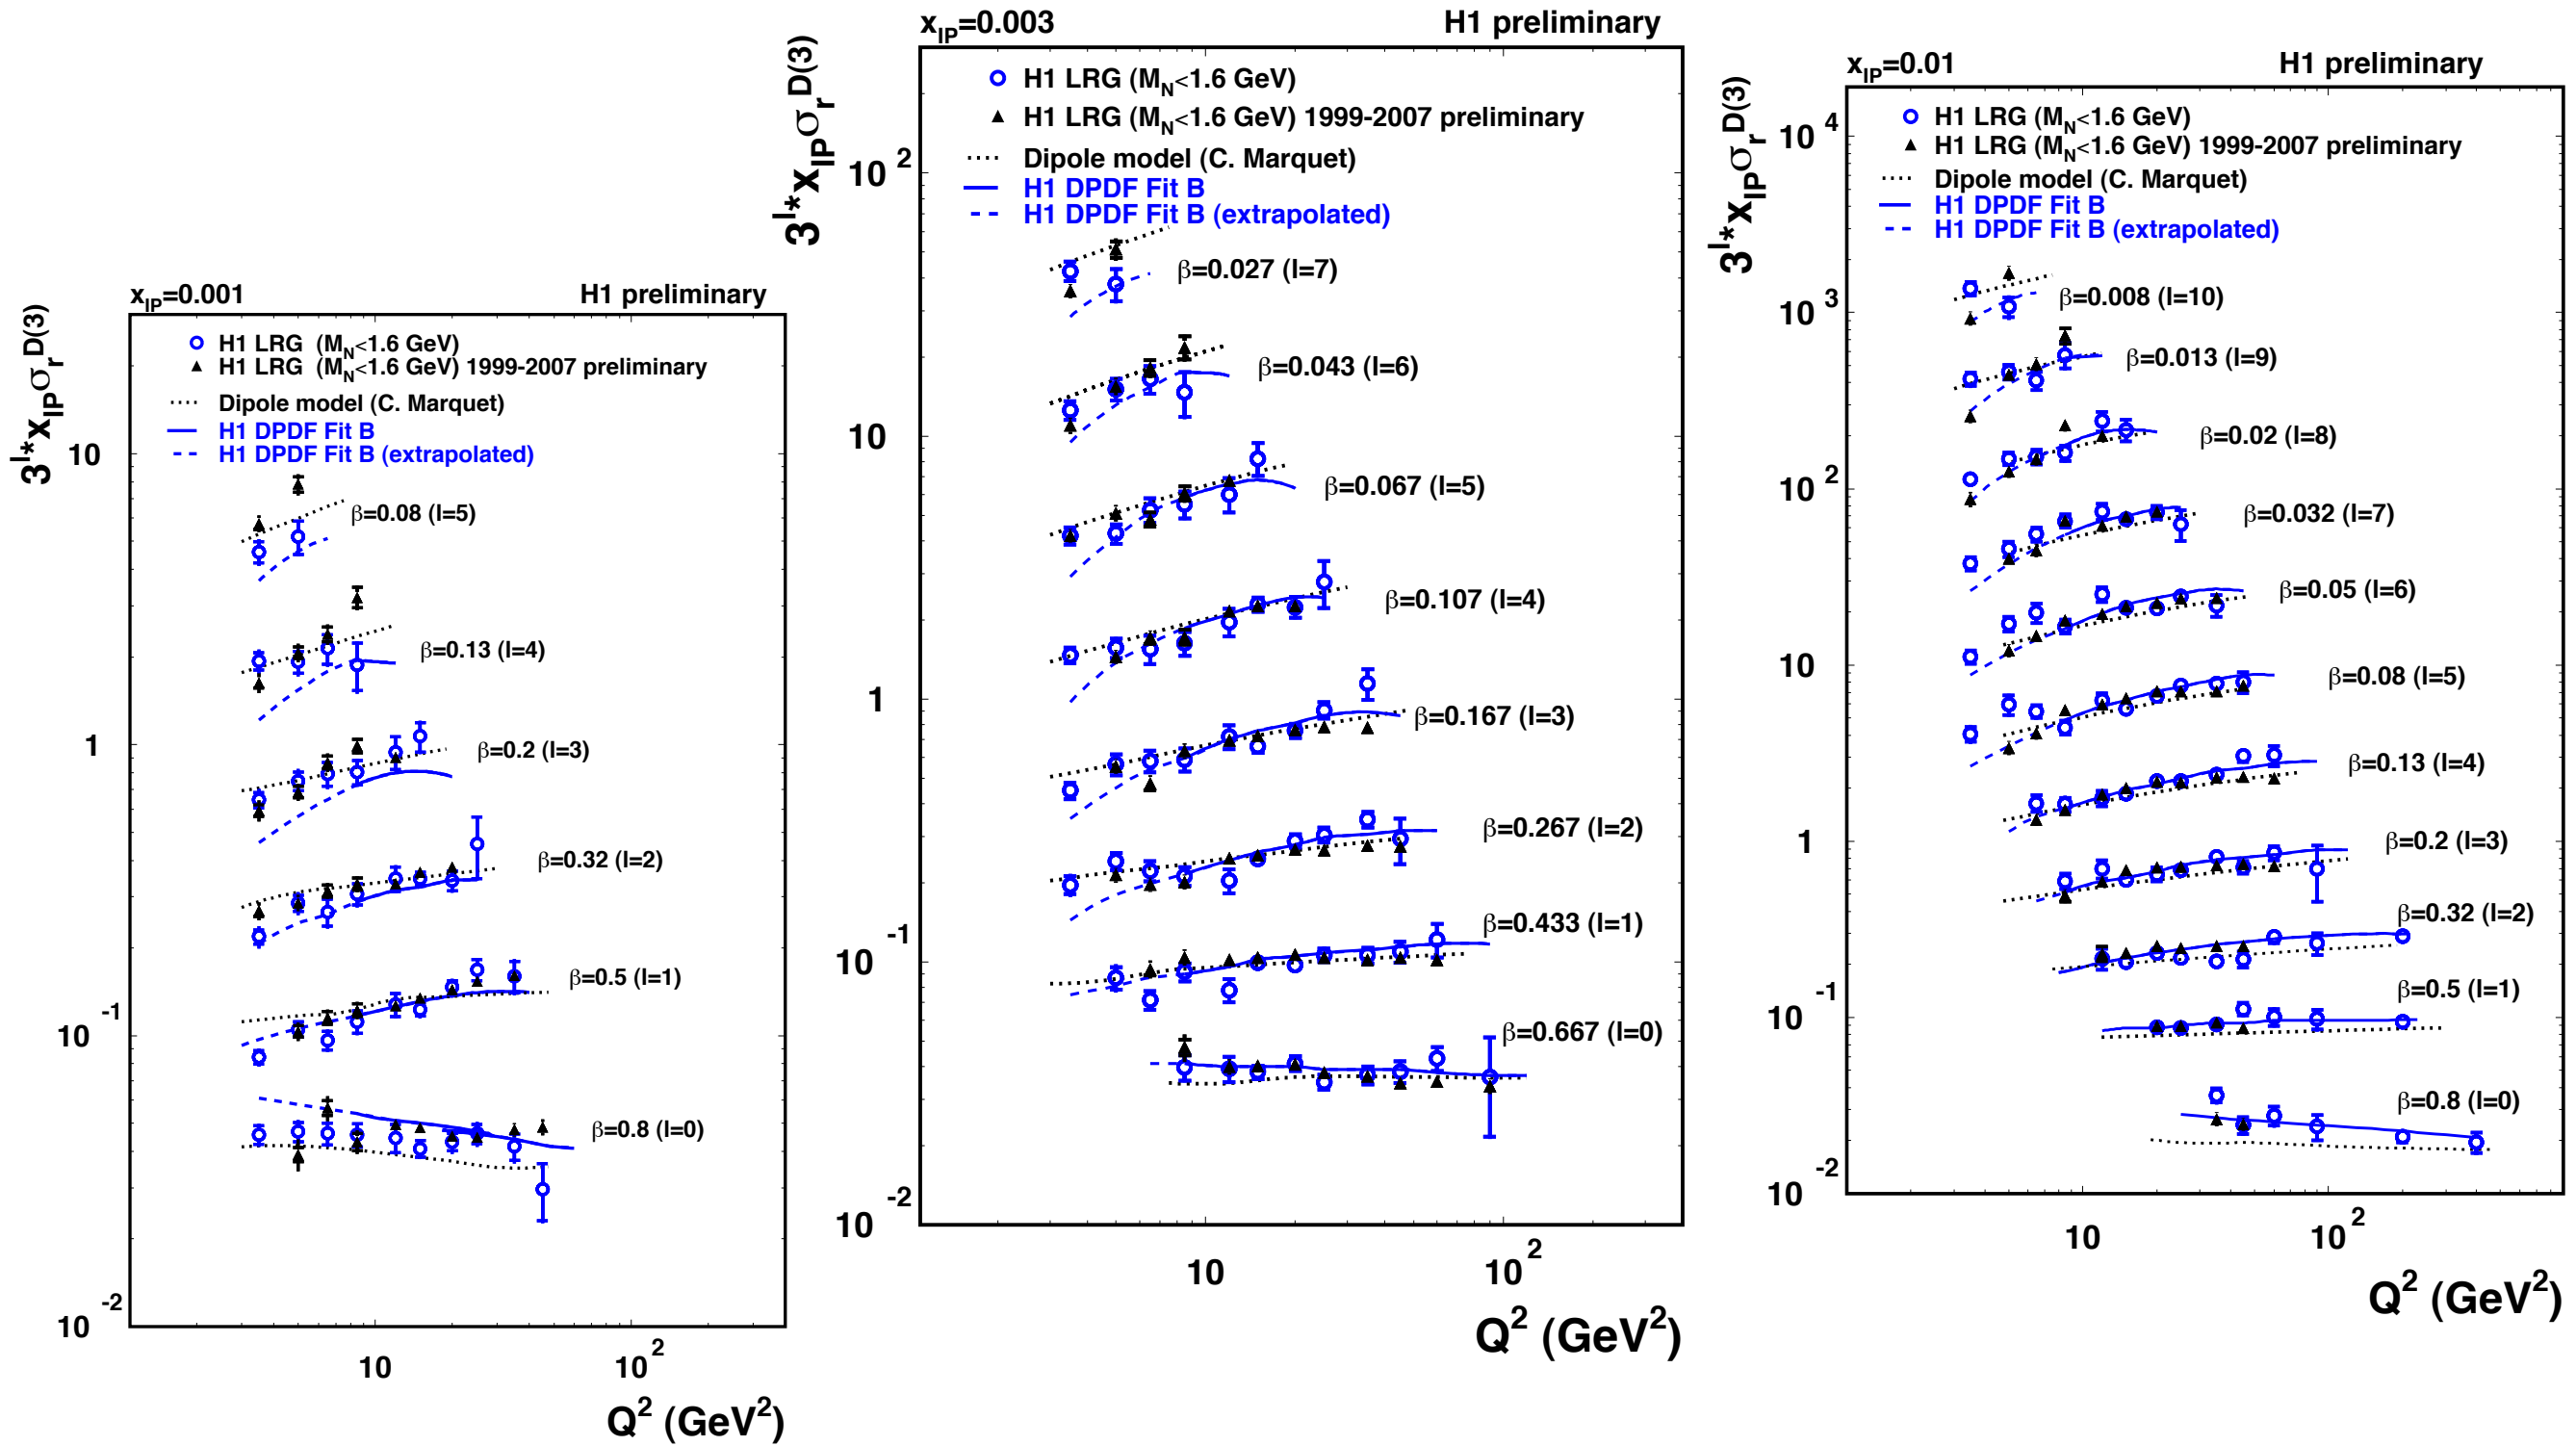 x_IP=0.001 H1 preliminary
3^l*x_IP σ_r^D(3)
H1 LRG (M_N<1.6 GeV)
H1 LRG (M_N<1.6 GeV) 1999-2007 preliminary
Dipole model (C. Marquet)
H1 DPDF Fit B
H1 DPDF Fit B (extrapolated)
10
β=0.08 (l=5)
β=0.13 (l=4)
1
β=0.2 (l=3)
β=0.32 (l=2)
β=0.5 (l=1)
10^-1
β=0.8 (l=0)
10^-2
10 10^2
Q^2 (GeV^2)
x_IP=0.003 H1 preliminary
3^l*x_IP σ_r^D(3)
H1 LRG (M_N<1.6 GeV)
H1 LRG (M_N<1.6 GeV) 1999-2007 preliminary
Dipole model (C. Marquet)
H1 DPDF Fit B
H1 DPDF Fit B (extrapolated)
10^2
β=0.027 (l=7)
β=0.043 (l=6)
10
β=0.067 (l=5)
β=0.107 (l=4)
1
β=0.167 (l=3)
β=0.267 (l=2)
β=0.433 (l=1)
10^-1
β=0.667 (l=0)
10^-2
10 10^2
Q^2 (GeV^2)
x_IP=0.01 H1 preliminary
3^l*x_IP σ_r^D(3)
H1 LRG (M_N<1.6 GeV)
H1 LRG (M_N<1.6 GeV) 1999-2007 preliminary
Dipole model (C. Marquet)
H1 DPDF Fit B
H1 DPDF Fit B (extrapolated)
10^4
β=0.008 (l=10)
10^3
β=0.013 (l=9)
β=0.02 (l=8)
10^2
β=0.032 (l=7)
β=0.05 (l=6)
10
β=0.08 (l=5)
β=0.13 (l=4)
1
β=0.2 (l=3)
β=0.32 (l=2)
β=0.5 (l=1)
10^-1
β=0.8 (l=0)
10^-2
10 10^2
Q^2 (GeV^2)